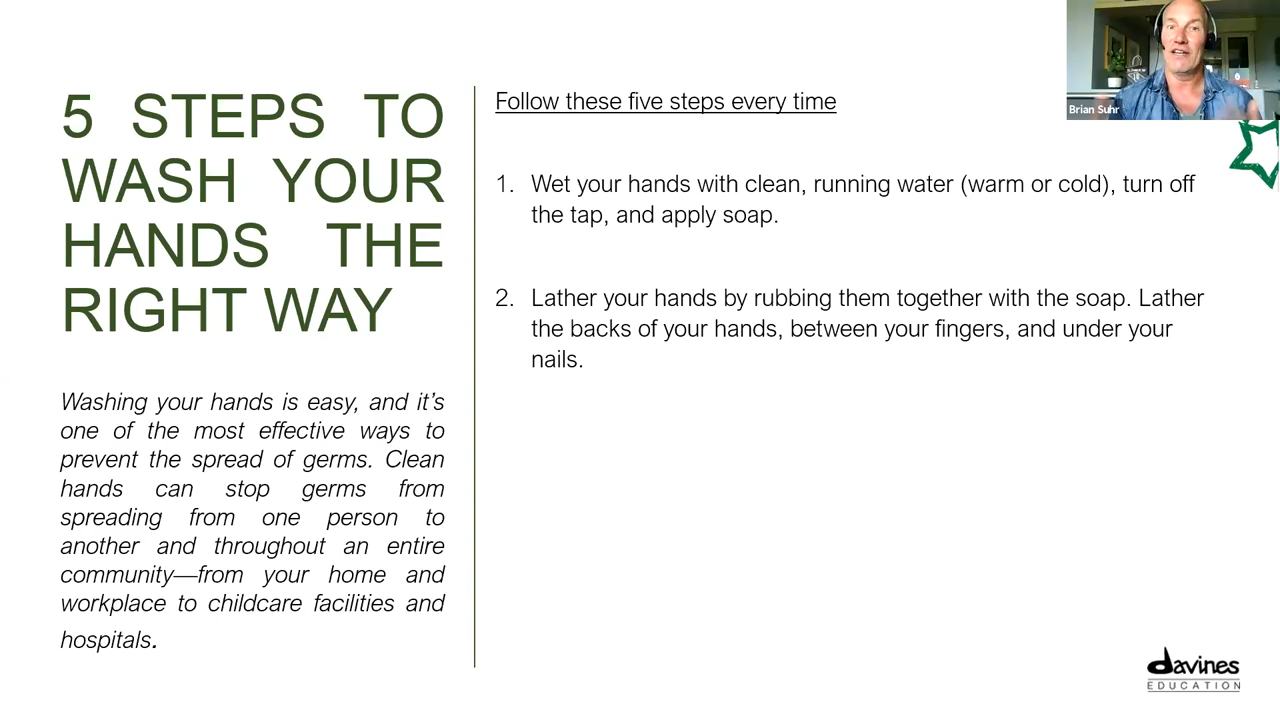 5 STEPS TO
WASH YOUR
HANDS THE
RIGHT WAY
Washing your hands is easy, and it’s
one of the most effective ways to
prevent the spread of germs. Clean
hands can stop germs from
spreading from one person to
another and throughout an entire
community—from your home and
workplace to childcare facilities and
hospitals.
Follow these five steps every time
1. Wet your hands with clean, running water (warm or cold), turn off
the tap, and apply soap.
2. Lather your hands by rubbing them together with the soap. Lather
the backs of your hands, between your fingers, and under your
nails.
Brian Suhr
davines
EDUCATION